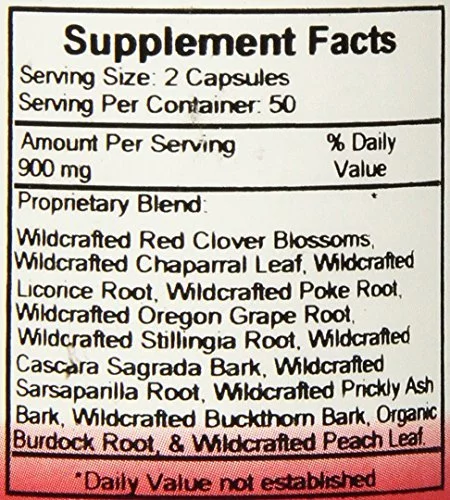 Supplement Facts
Serving Size: 2 Capsules
Serving Per Container: 50
Amount Per Serving % Daily
900 mg Value
Proprietary Blend: *
Wildcrafted Red Clover Blossoms,
Wildcrafted Chaparral Leaf, Wildcrafted
Licorice Root, Wildcrafted Poke Root,
Wildcrafted Oregon Grape Root,
Wildcrafted Stillingia Root, Wildcrafted
Cascara Sagrada Bark, Wildcrafted
Sarsaparilla Root, Wildcrafted Prickly Ash
Bark, Wildcrafted Buckthorn Bark, Organic
Burdock Root, & Wildcrafted Peach Leaf.
*Daily Value not established